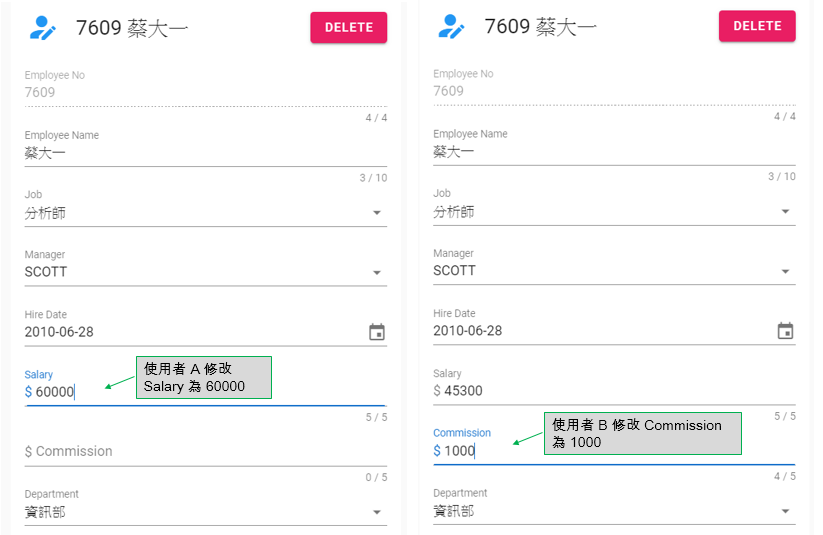 7609 蔡大一
DELETE
Employee No
7609
4 / 4
Employee Name
蔡大一
3 / 10
Job
分析師
Manager
SCOTT
Hire Date
2010-06-28
Salary
$ 60000
使用者 A 修改
Salary 為 60000
5 / 5
$ Commission
0 / 5
Department
資訊部
7609 蔡大一
DELETE
Employee No
7609
4 / 4
Employee Name
蔡大一
3 / 10
Job
分析師
Manager
SCOTT
Hire Date
2010-06-28
Salary
$ 45300
5 / 5
Commission
$ 1000
使用者 B 修改 Commission
為 1000
4 / 5
Department
資訊部